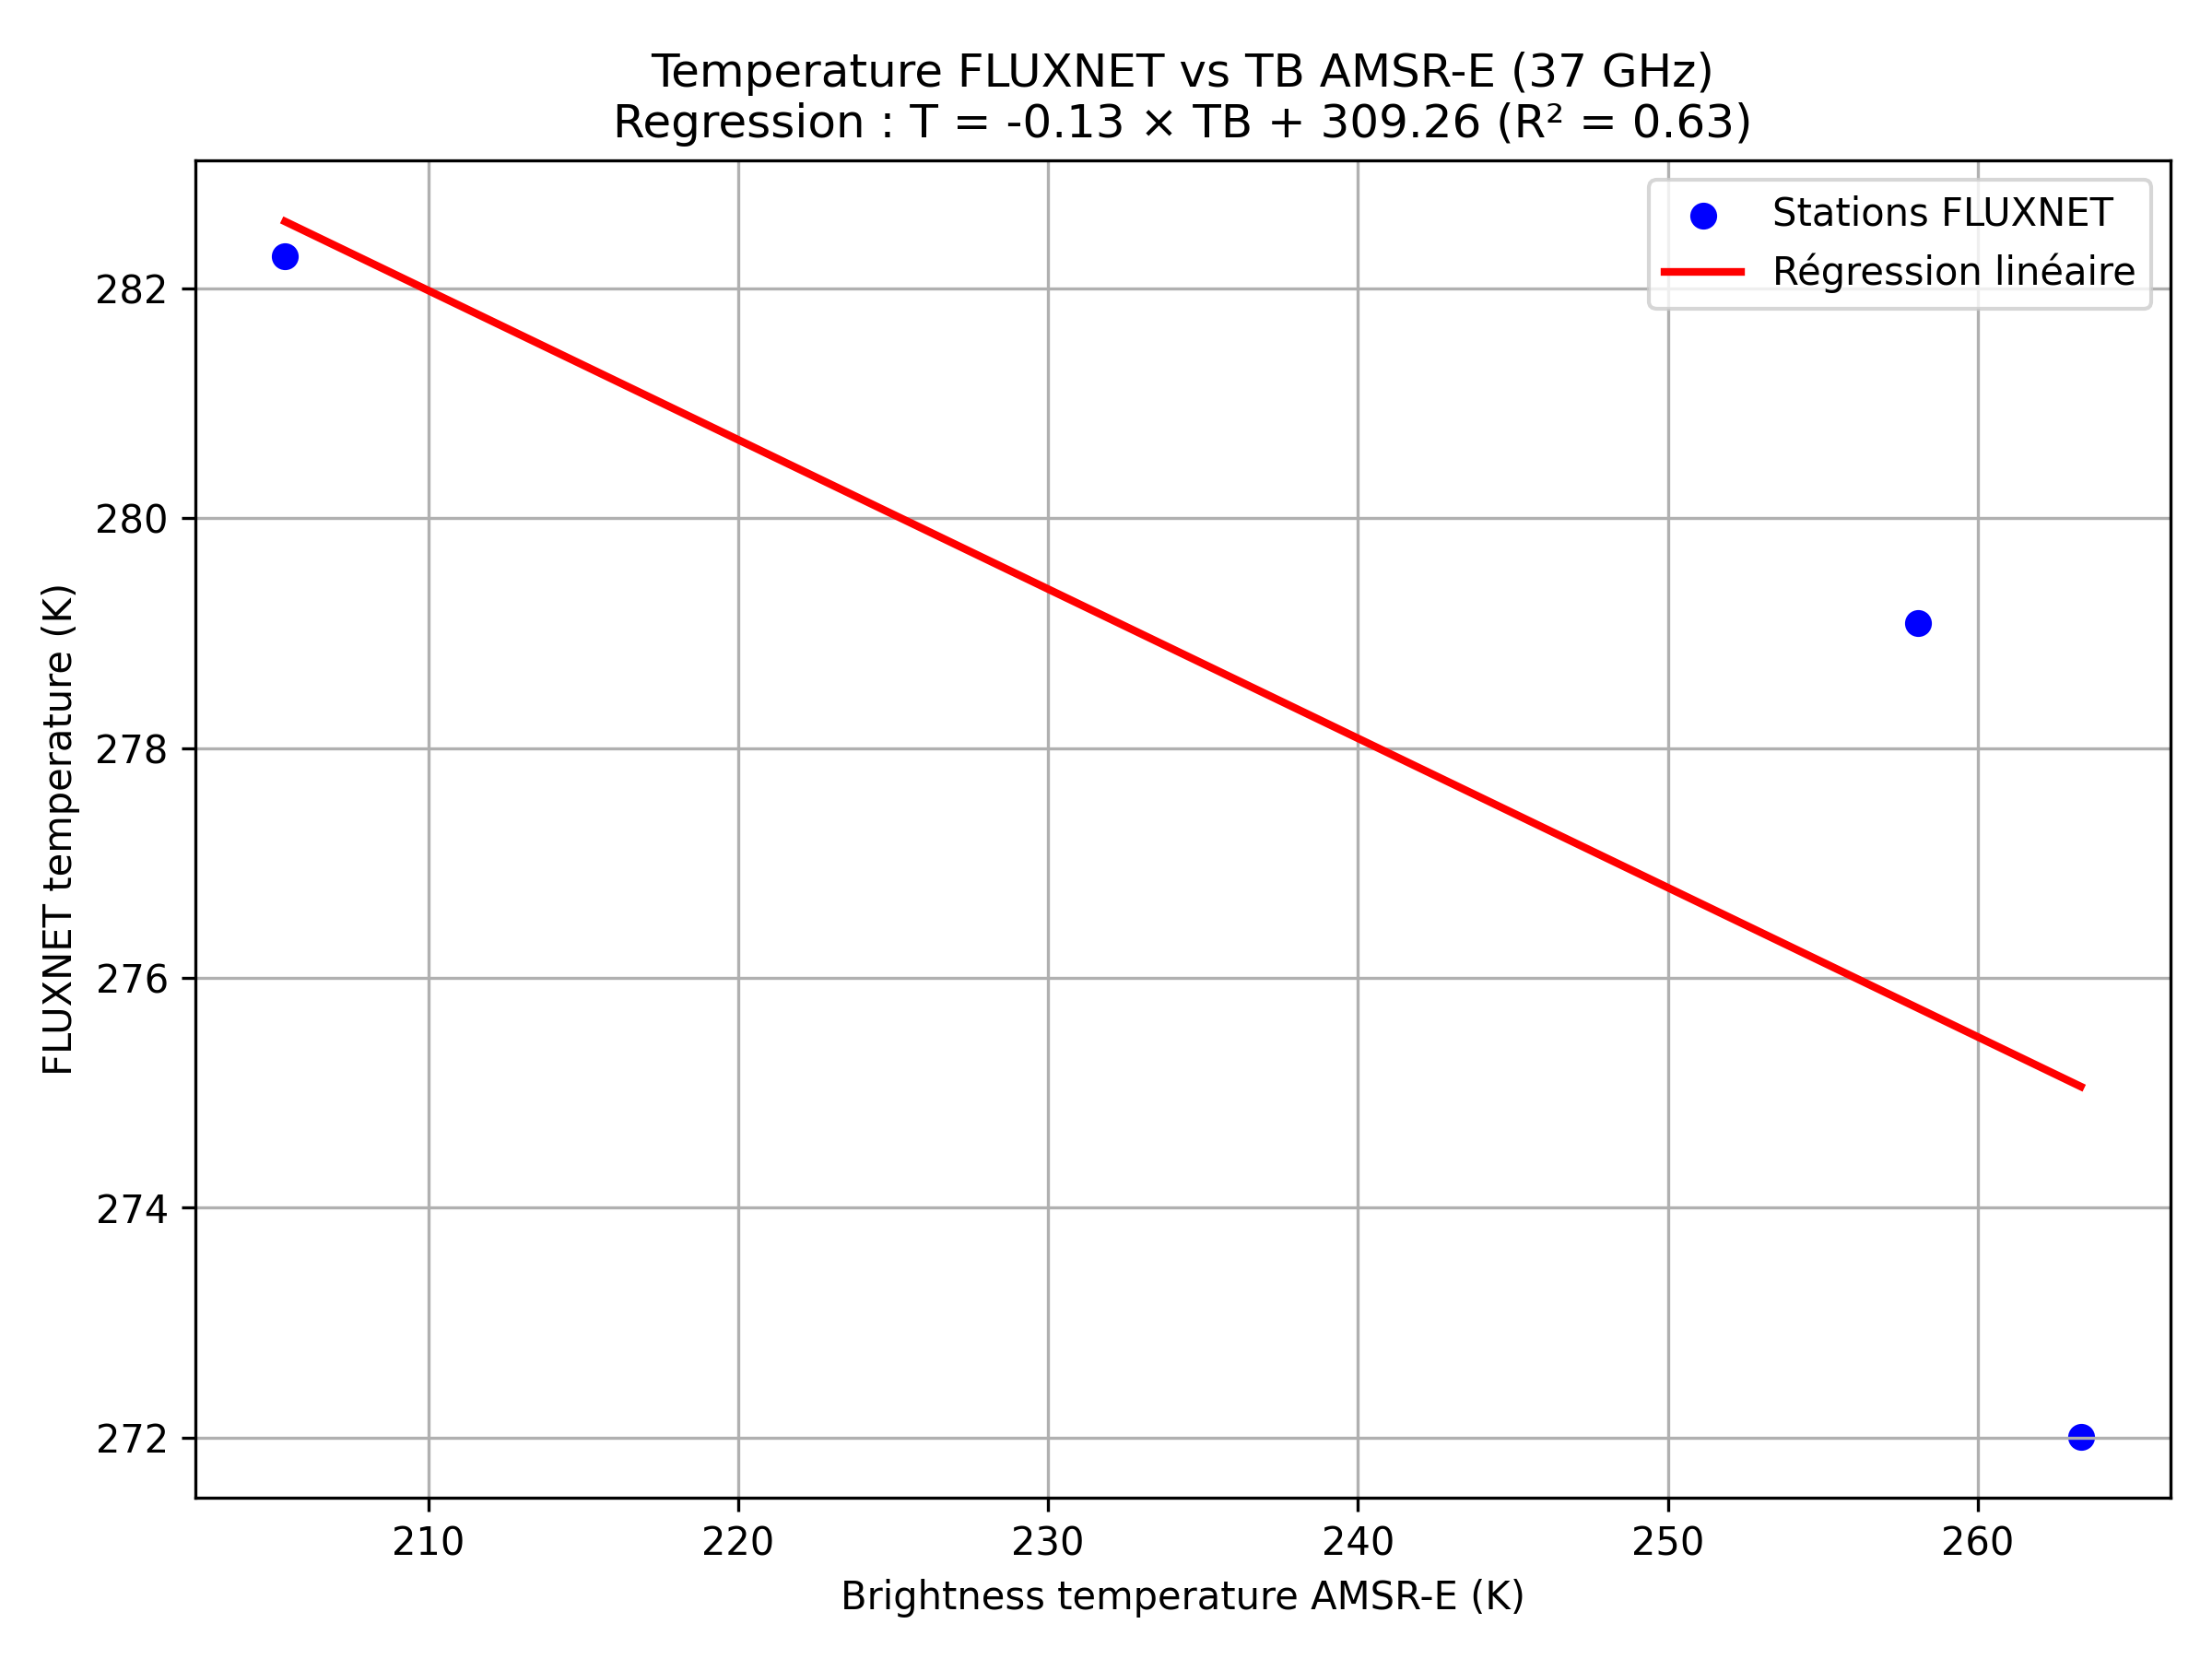 Temperature FLUXNET vs TB AMSR-E (37 GHz)
Regression : T = -0.13 × TB + 309.26 (R² = 0.63)
Stations FLUXNET
Régression linéaire
FLUXNET temperature (K)
282
280
278
276
274
272
210 220 230 240 250 260
Brightness temperature AMSR-E (K)